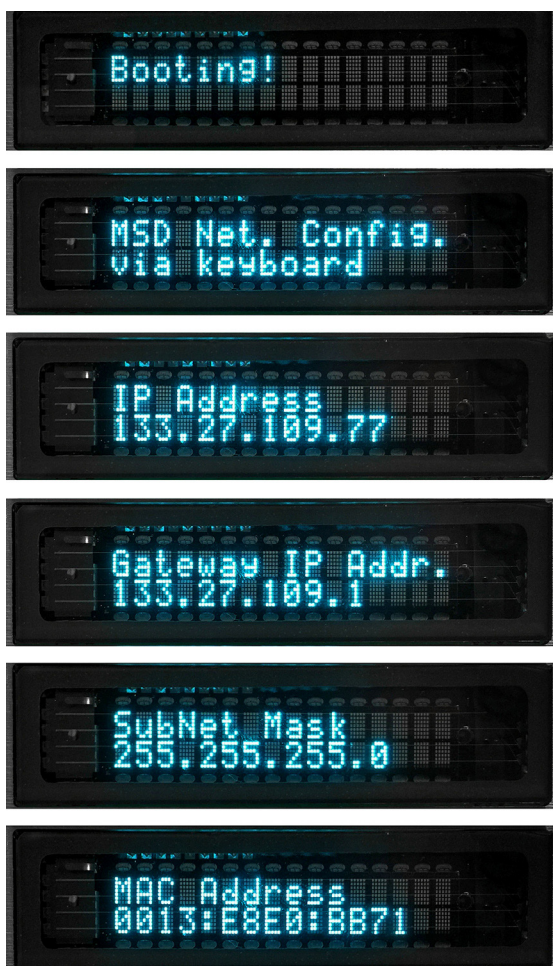 Booting!
MSD Net. Config.
via keyboard
IP Address
133.27.109.77
Gateway IP Addr.
133.27.109.1
SubNet Mask
255.255.255.0
MAC Address
0013:E8E0:BB71